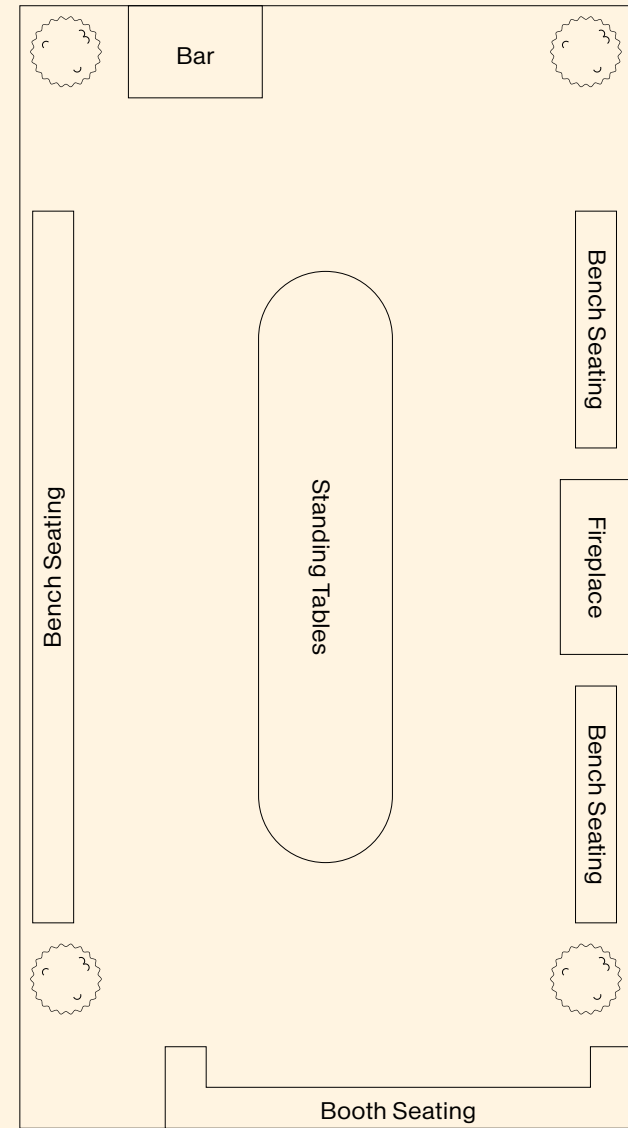 Bar
Bench Seating
Bench Seating
Standing Tables
Fireplace
Bench Seating
Booth Seating